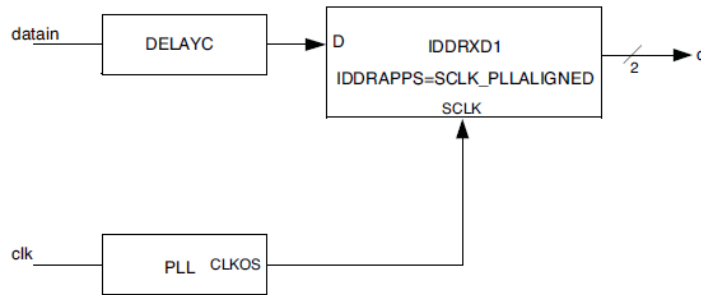 datain
DELAYC
D
IDDRXD1
IDDRAPPS=SCLK_PLLALIGNED
SCLK
2
clk
PLL
CLKOS